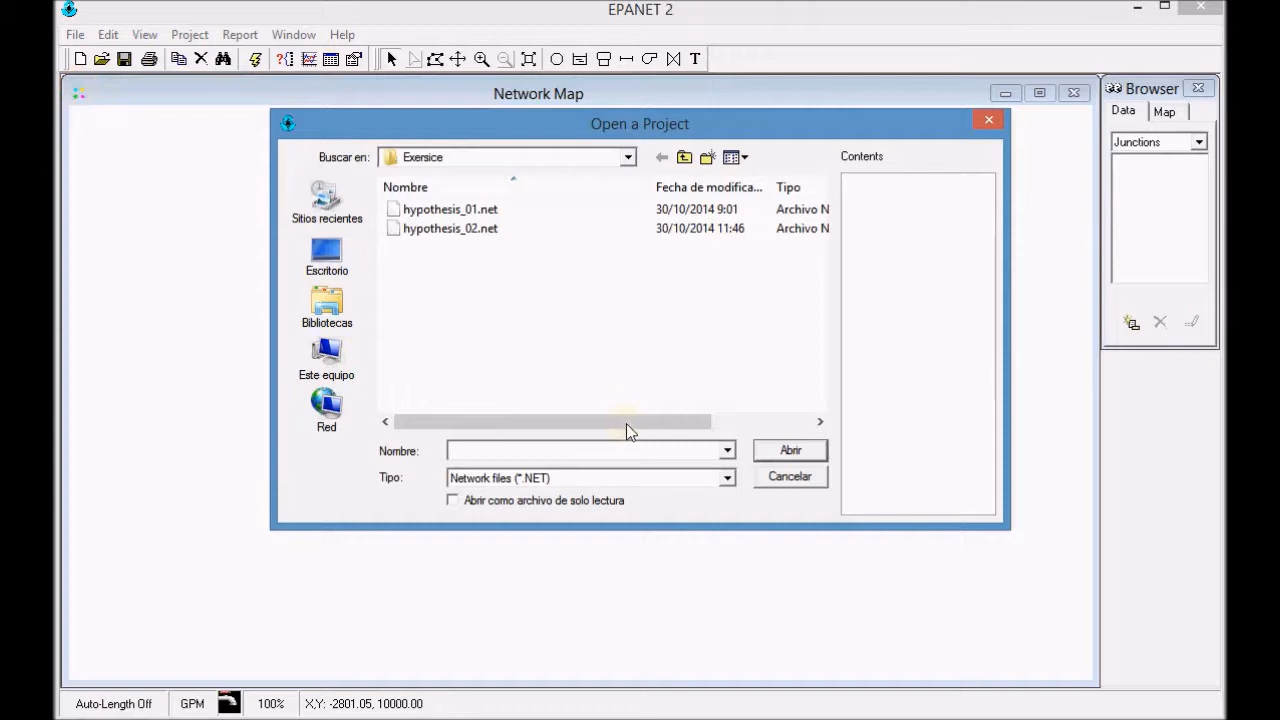 EPANET 2
File Edit View Project Report Window Help
T
Network Map
Browser
Data Map
Junctions
Open a Project
Buscar en: Exersice
Contents
Nombre Fecha de modifica... Tipo
hypothesis_01.net 30/10/2014 9:01 Archivo N
hypothesis_02.net 30/10/2014 11:46 Archivo N
Sitios recientes
Escritorio
Bibliotecas
Este equipo
Red
Nombre: Abrir
Tipo: Network files (*.NET) Cancelar
Abrir como archivo de solo lectura
Auto-Length Off GPM 100% X,Y: -2801.05, 10000.00